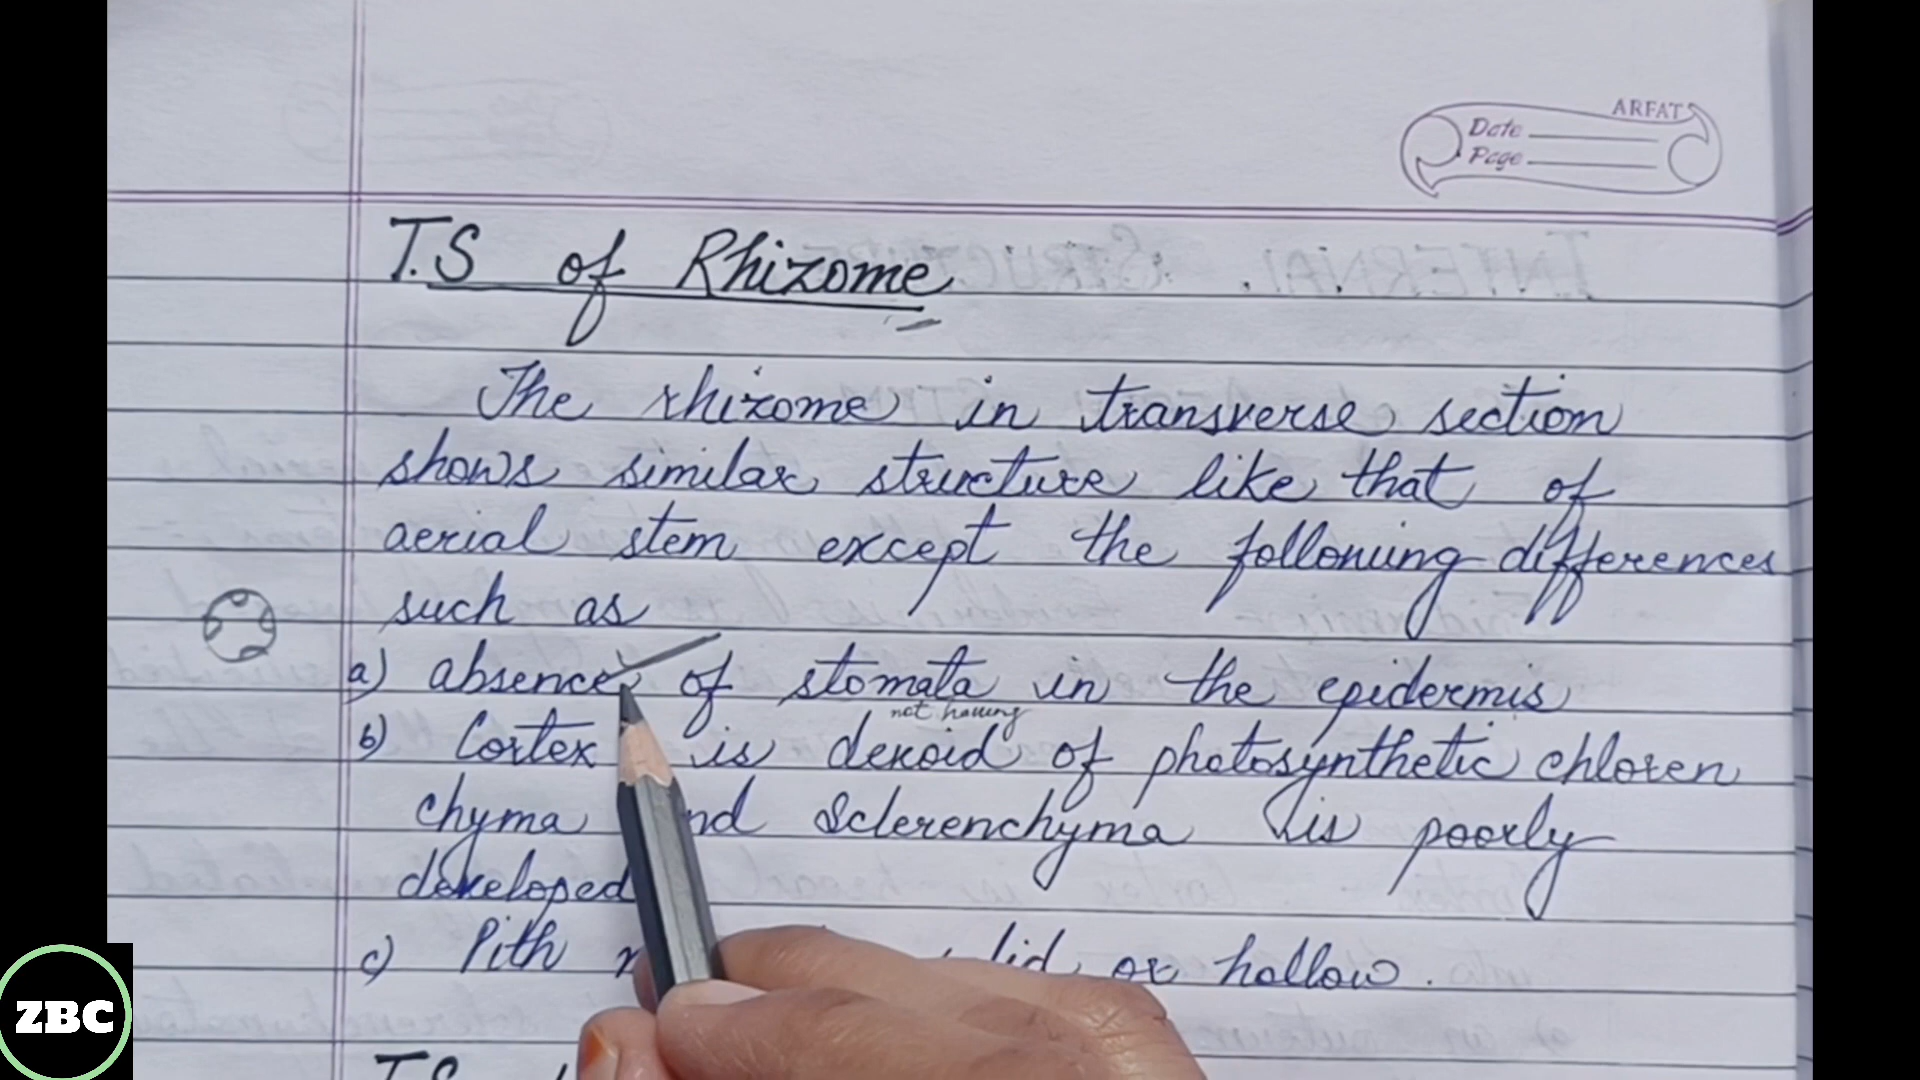 ARFAT
Date
Page
T.S of Rhizome
The rhizome in transverse section
shows similar structure like that of
aerial stem except the following differences
such as
a) absence of stomata in the epidermis
not having
b) Cortex is devoid of photosynthetic chloren
chyma and Sclerenchyma is poorly
developed
c) Pith or hollow.
T.S
ZBC